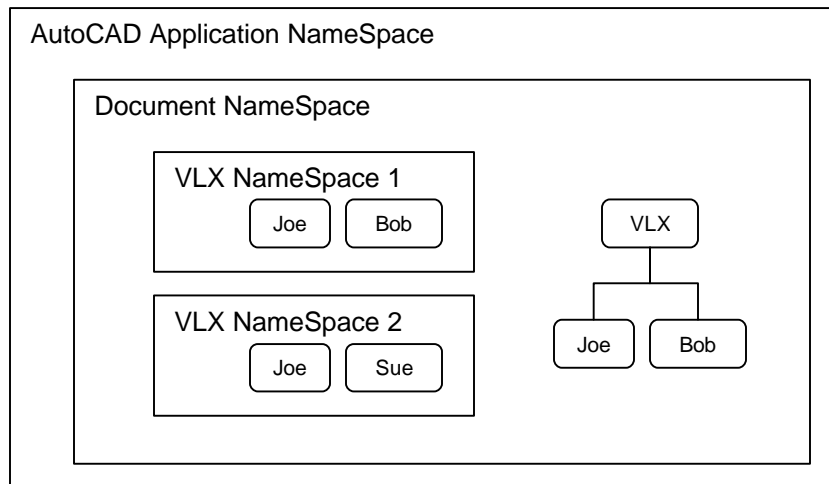 AutoCAD Application NameSpace
Document NameSpace
VLX NameSpace 1
Joe Bob
VLX NameSpace 2
Joe Sue
VLX
Joe Bob